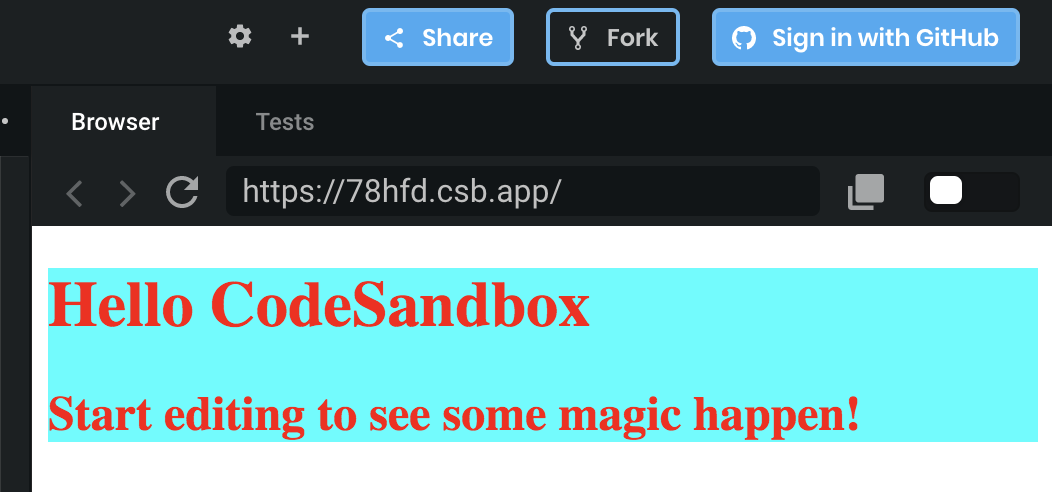 Share Fork Sign in with GitHub
Browser Tests
https://78hfd.csb.app/
Hello CodeSandbox
Start editing to see some magic happen!